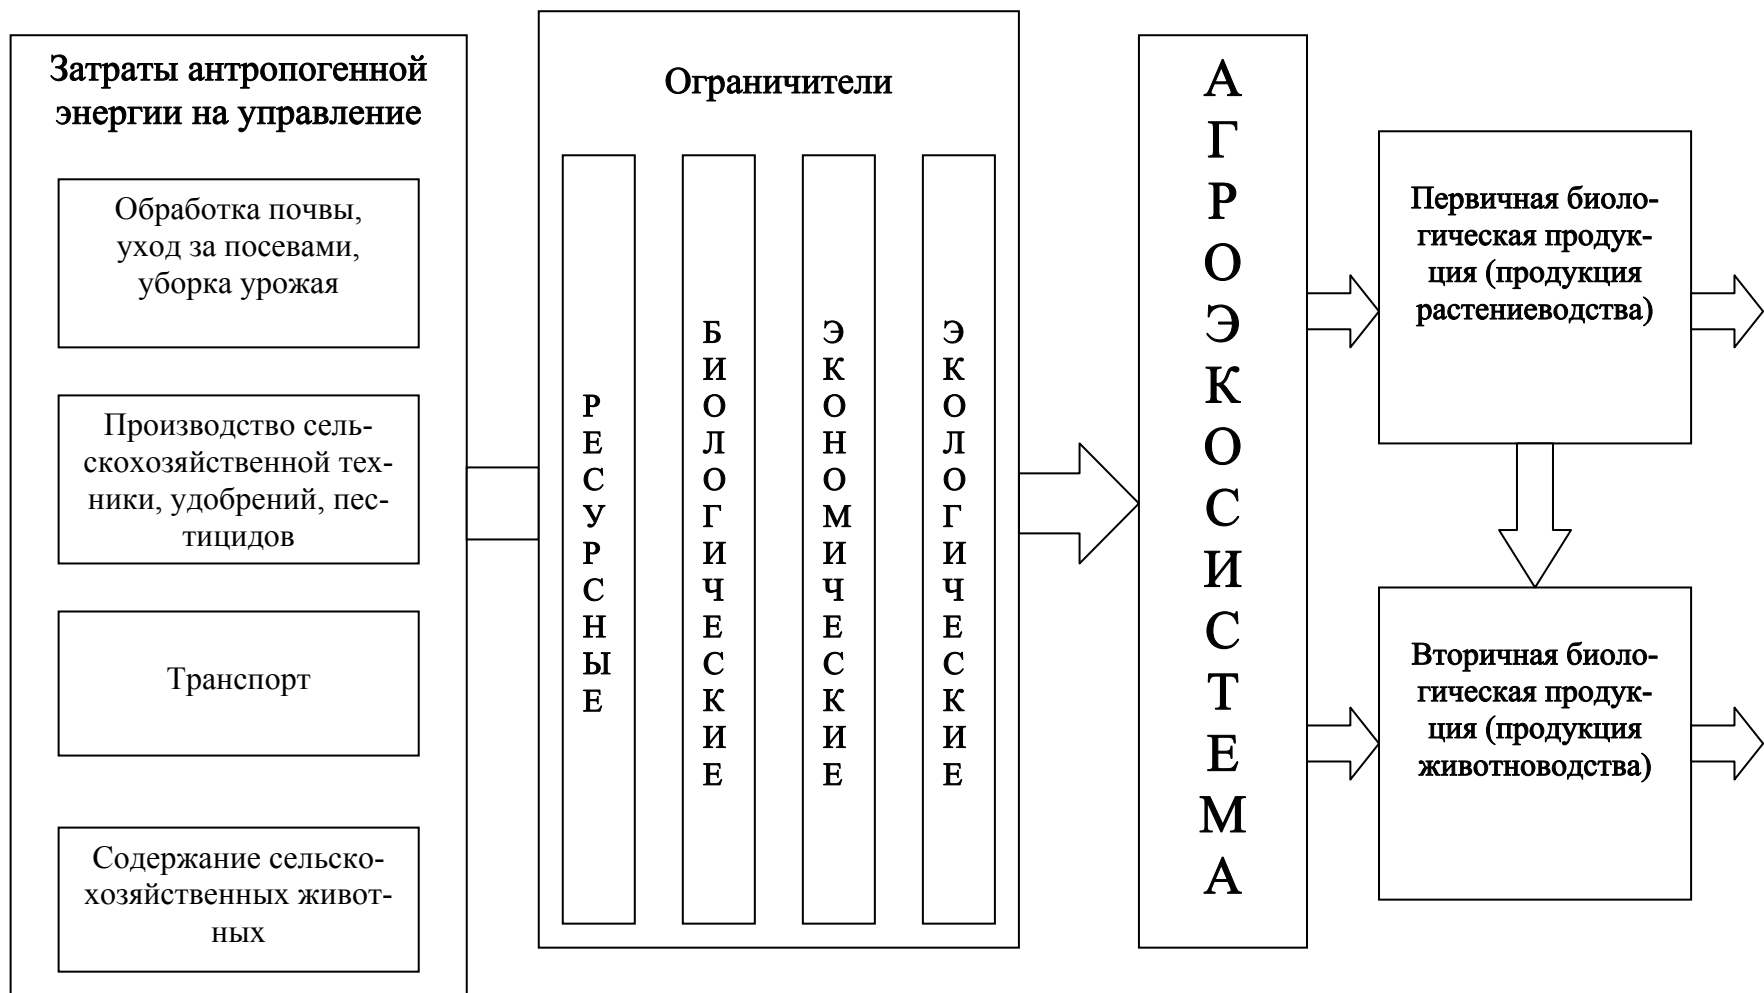 Затраты антропогенной
энергии на управление
Обработка почвы,
уход за посевами,
уборка урожая
Производство сель-
скохозяйственной тех-
ники, удобрений, пес-
тицидов
Транспорт
Содержание сельско-
хозяйственных живот-
ных
Ограничители
РЕСУРСНЫЕ
БИОЛОГИЧЕСКИЕ
ЭКОНОМИЧЕСКИЕ
ЭКОЛОГИЧЕСКИЕ
АГРОЭКОСИСТЕМА
Первичная биоло-
гическая продук-
ция (продукция
растениеводства)
Вторичная биоло-
гическая продук-
ция (продукция
животноводства)